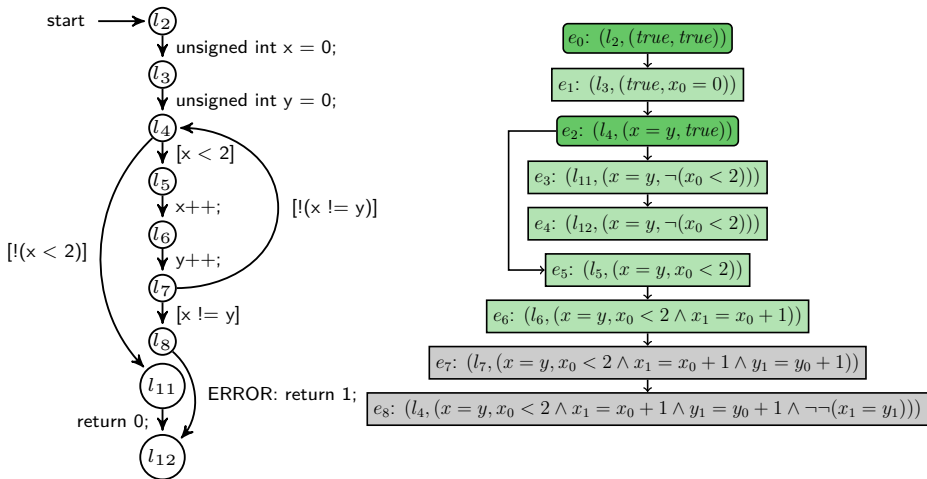 start
l2
unsigned int x = 0;
l3
unsigned int y = 0;
l4
[x < 2]
l5
x++;
[!(x != y)]
l6
[!(x < 2)]
y++;
l7
[x != y]
l8
l11
ERROR: return 1;
return 0;
l12
e0: (l2, (true, true))
e1: (l3, (true, x0 = 0))
e2: (l4, (x = y, true))
e3: (l11, (x = y, ¬(x0 < 2)))
e4: (l12, (x = y, ¬(x0 < 2)))
e5: (l5, (x = y, x0 < 2))
e6: (l6, (x = y, x0 < 2 ∧ x1 = x0 + 1))
e7: (l7, (x = y, x0 < 2 ∧ x1 = x0 + 1 ∧ y1 = y0 + 1))
e8: (l4, (x = y, x0 < 2 ∧ x1 = x0 + 1 ∧ y1 = y0 + 1 ∧ ¬¬(x1 = y1)))